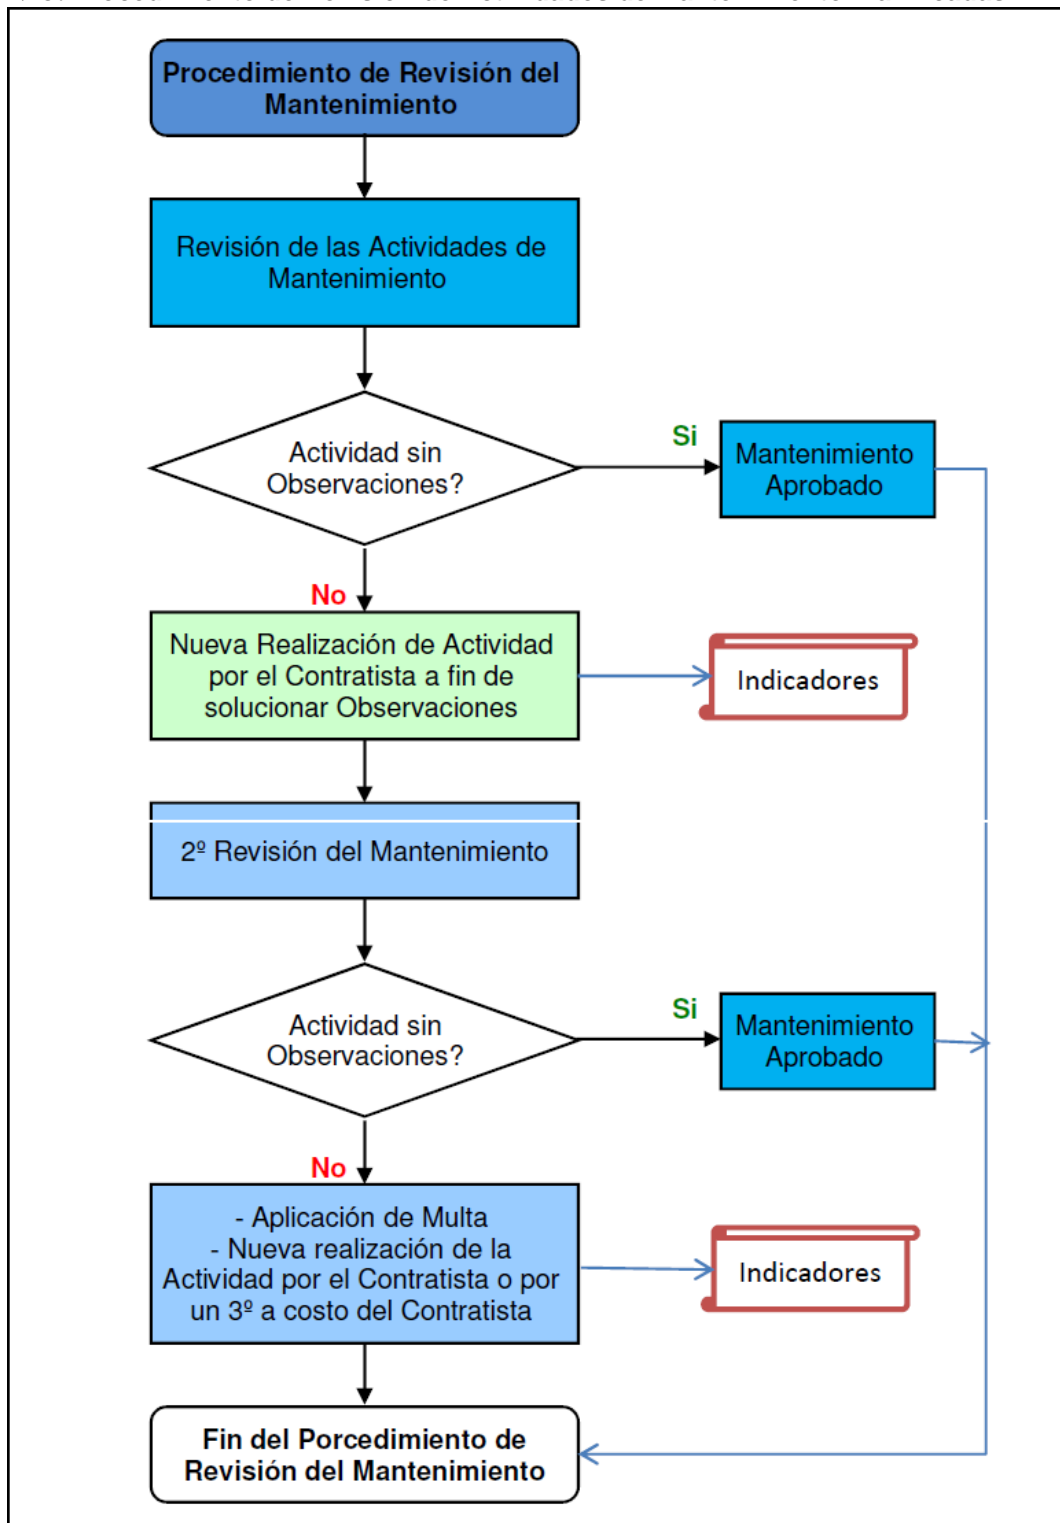 Procedimiento de Revisión del
Mantenimiento
Revisión de las Actividades de
Mantenimiento
Actividad sin
Observaciones?
Si
Mantenimiento
Aprobado
No
Nueva Realización de Actividad
por el Contratista a fin de
solucionar Observaciones
Indicadores
2º Revisión del Mantenimiento
Actividad sin
Observaciones?
Si
Mantenimiento
Aprobado
No
- Aplicación de Multa
- Nueva realización de la
Actividad por el Contratista o por
un 3º a costo del Contratista
Indicadores
Fin del Porcedimiento de
Revisión del Mantenimiento